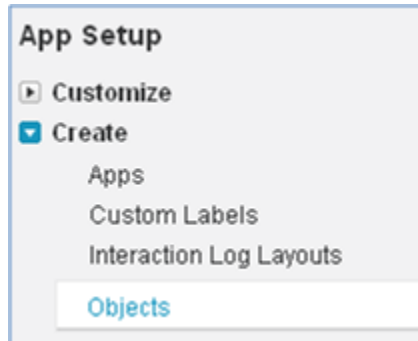 App Setup
Customize
Create
Apps
Custom Labels
Interaction Log Layouts
Objects